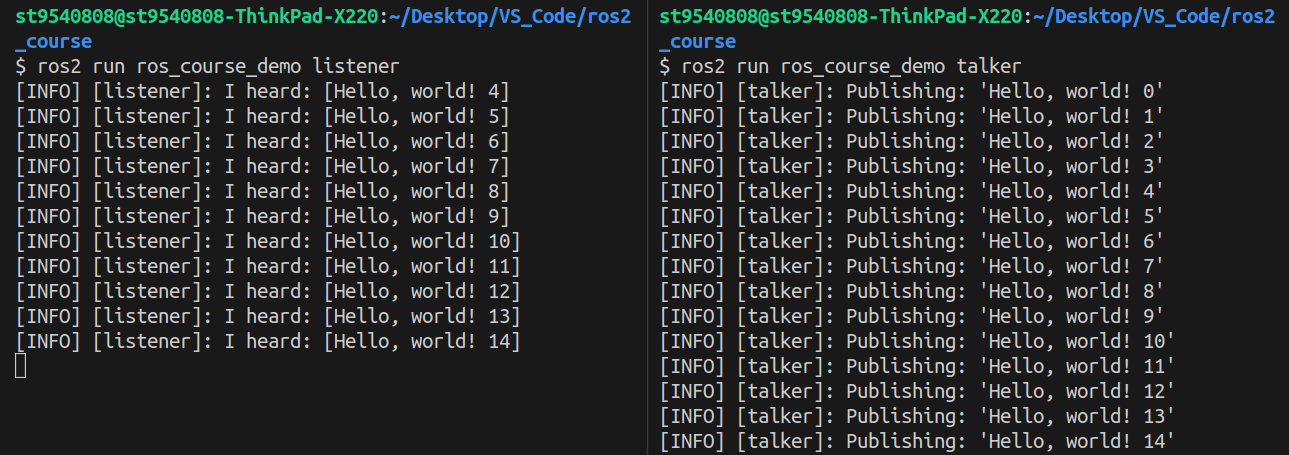 st9540808@st9540808-ThinkPad-X220:~/Desktop/VS_Code/ros2
_course
$ ros2 run ros_course_demo listener
[INFO] [listener]: I heard: [Hello, world! 4]
[INFO] [listener]: I heard: [Hello, world! 5]
[INFO] [listener]: I heard: [Hello, world! 6]
[INFO] [listener]: I heard: [Hello, world! 7]
[INFO] [listener]: I heard: [Hello, world! 8]
[INFO] [listener]: I heard: [Hello, world! 9]
[INFO] [listener]: I heard: [Hello, world! 10]
[INFO] [listener]: I heard: [Hello, world! 11]
[INFO] [listener]: I heard: [Hello, world! 12]
[INFO] [listener]: I heard: [Hello, world! 13]
[INFO] [listener]: I heard: [Hello, world! 14]
st9540808@st9540808-ThinkPad-X220:~/Desktop/VS_Code/ros2
_course
$ ros2 run ros_course_demo talker
[INFO] [talker]: Publishing: 'Hello, world! 0'
[INFO] [talker]: Publishing: 'Hello, world! 1'
[INFO] [talker]: Publishing: 'Hello, world! 2'
[INFO] [talker]: Publishing: 'Hello, world! 3'
[INFO] [talker]: Publishing: 'Hello, world! 4'
[INFO] [talker]: Publishing: 'Hello, world! 5'
[INFO] [talker]: Publishing: 'Hello, world! 6'
[INFO] [talker]: Publishing: 'Hello, world! 7'
[INFO] [talker]: Publishing: 'Hello, world! 8'
[INFO] [talker]: Publishing: 'Hello, world! 9'
[INFO] [talker]: Publishing: 'Hello, world! 10'
[INFO] [talker]: Publishing: 'Hello, world! 11'
[INFO] [talker]: Publishing: 'Hello, world! 12'
[INFO] [talker]: Publishing: 'Hello, world! 13'
[INFO] [talker]: Publishing: 'Hello, world! 14'